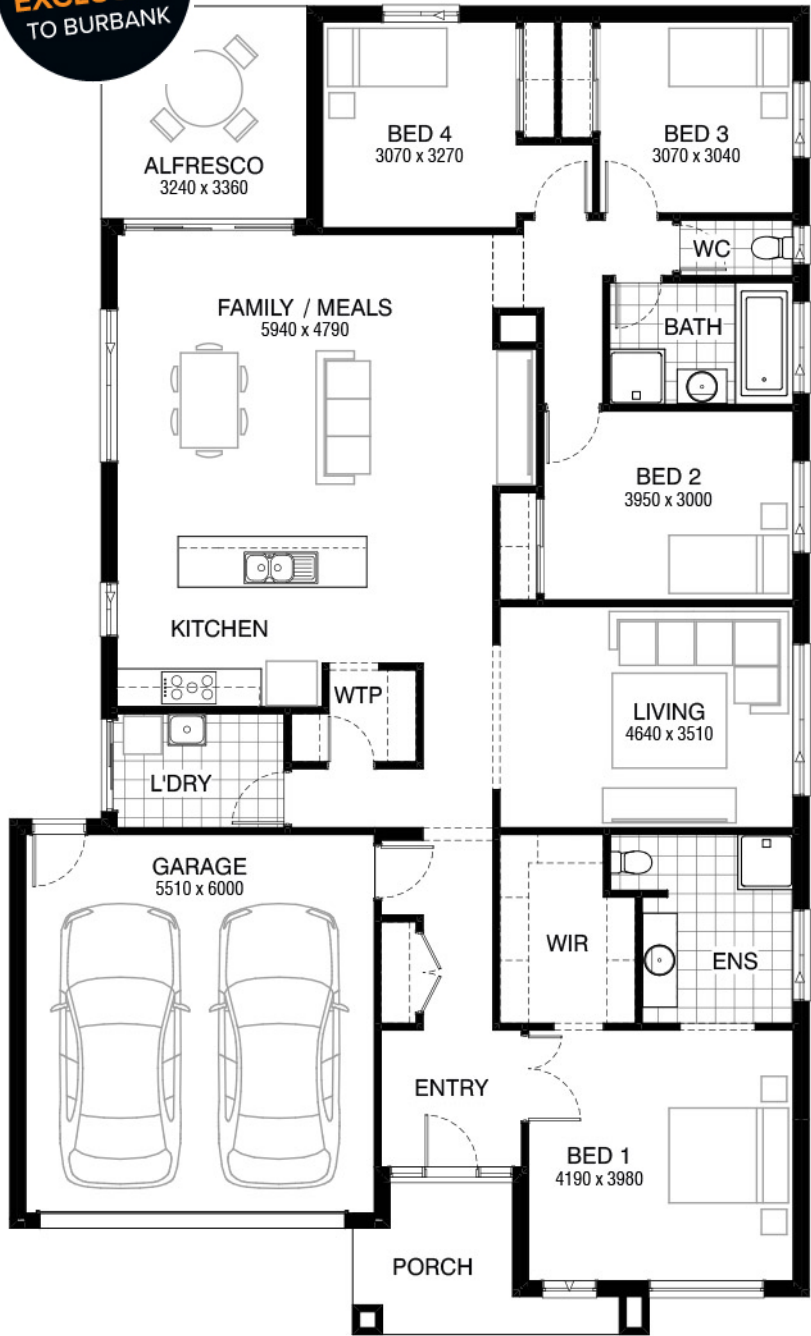 TO BURBANK
ALFRESCO
3240 x 3360
BED 4
3070 x 3270
BED 3
3070 x 3040
WC
BATH
FAMILY / MEALS
5940 x 4790
BED 2
3950 x 3000
KITCHEN
WTP
LIVING
4640 x 3510
L'DRY
GARAGE
5510 x 6000
WIR
ENS
ENTRY
BED 1
4190 x 3980
PORCH